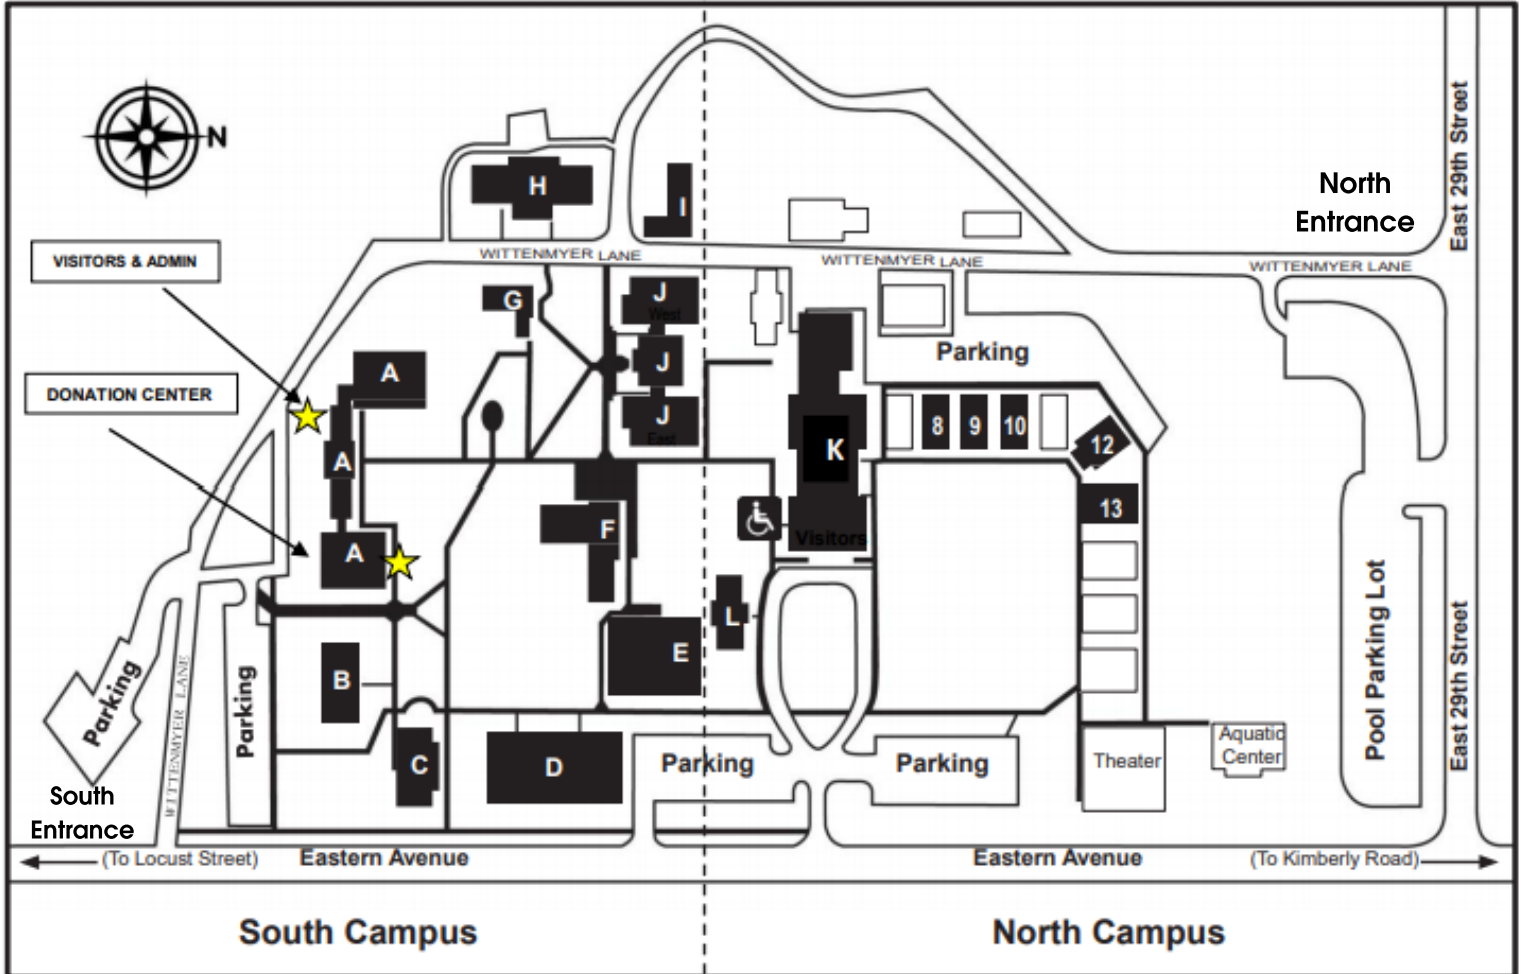 N
VISITORS & ADMIN
DONATION CENTER
H
I
WITTENMYER LANE
WITTENMYER LANE
WITTENMYER LANE
North
Entrance
East 29th Street
G
J
West
J
J
East
A
A
A
Parking
K
Visitors
8
9
10
12
13
F
L
E
B
C
D
Parking
WITTENMYER LANE
Parking
South
Entrance
Parking
Parking
Theater
Aquatic
Center
Pool Parking Lot
East 29th Street
(To Locust Street)
Eastern Avenue
Eastern Avenue
(To Kimberly Road)
South Campus
North Campus